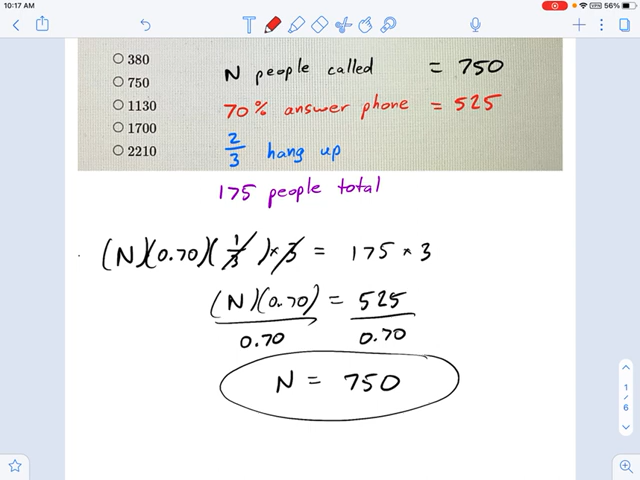 10:17 AM
56%
380
750
1130
1700
2210
N people called = 750
70% answer phone = 525
2/3 hang up
175 people total
(N)(0.70)(1/3) × 3 = 175 × 3
(N)(0.70) = 525
0.70 0.70
N = 750
1
/
6